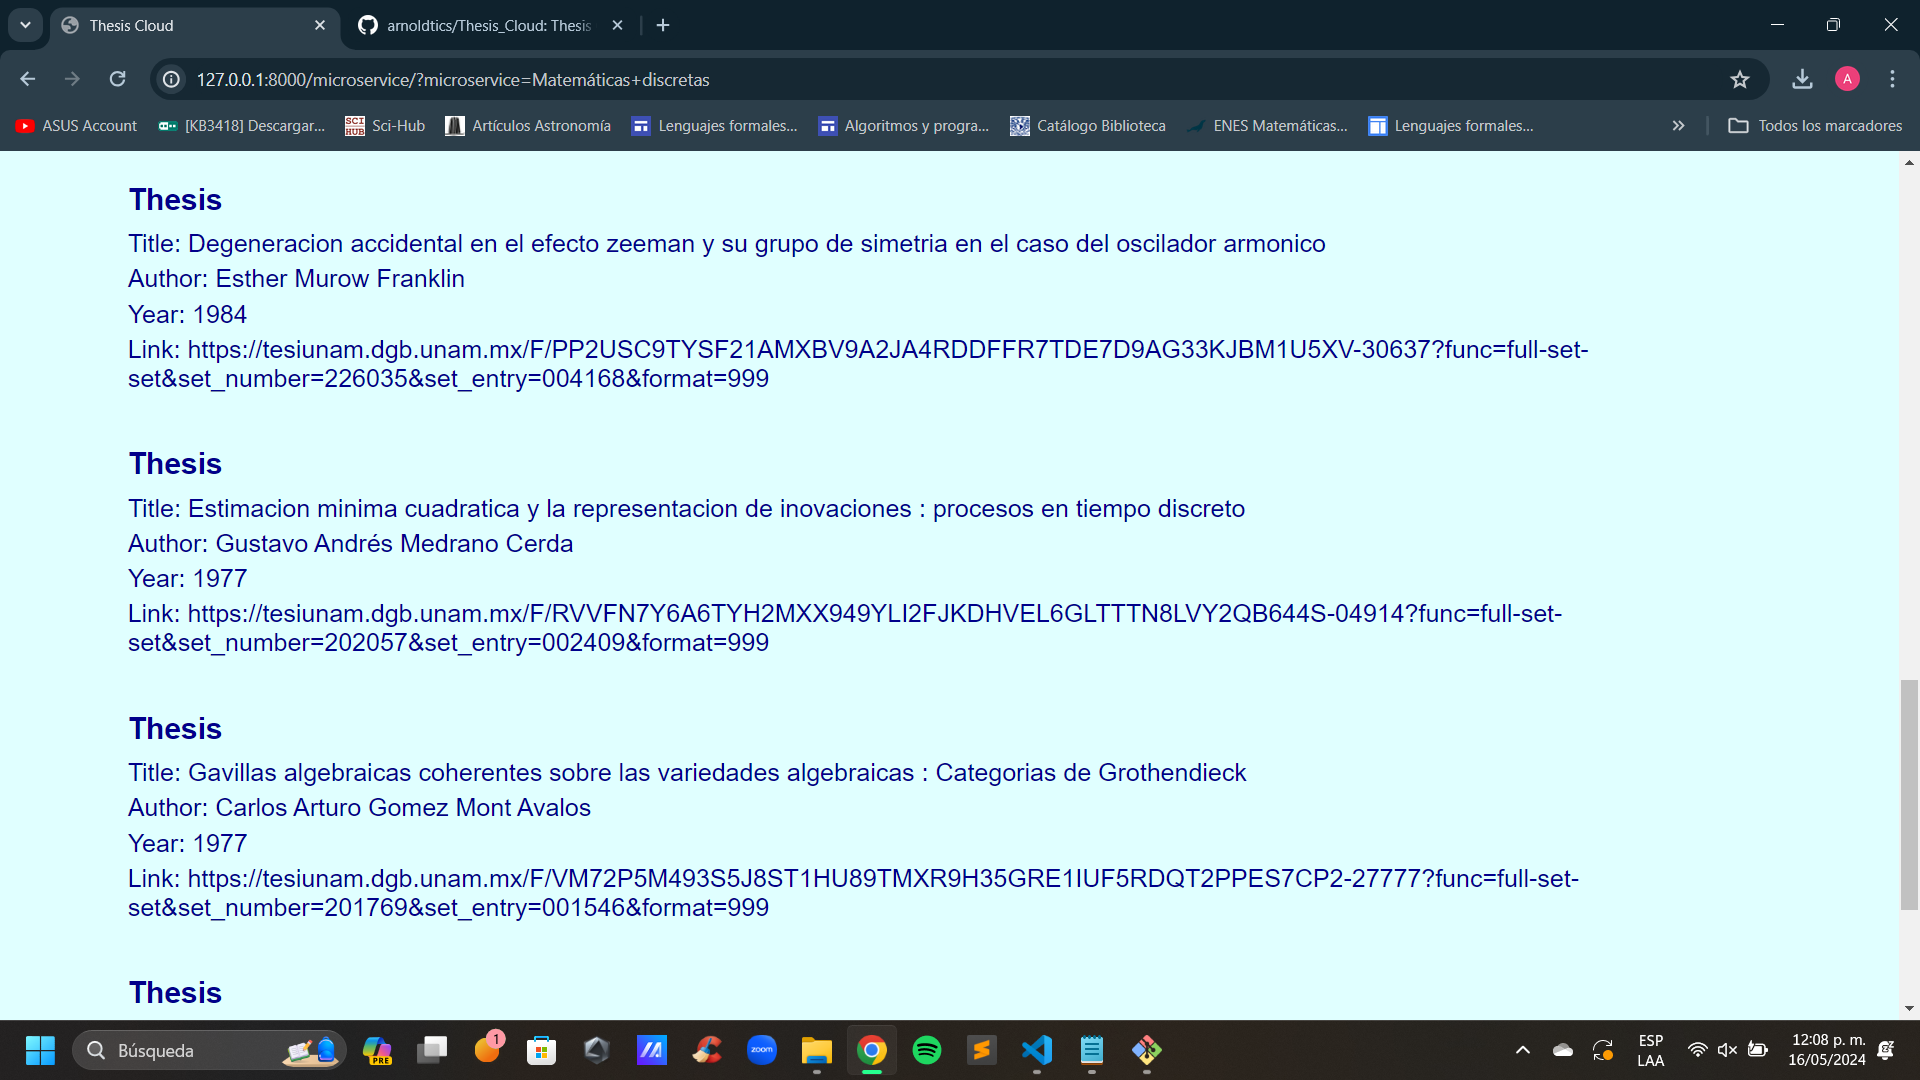 Thesis Cloud
arnoldtics/Thesis_Cloud: Thesis
127.0.0.1:8000/microservice/?microservice=Matemáticas+discretas
A
ASUS Account
[KB3418] Descargar...
SCI HUB
Sci-Hub
Artículos Astronomía
Lenguajes formales...
Algoritmos y progra...
Catálogo Biblioteca
ENES Matemáticas...
Lenguajes formales...
Todos los marcadores
Thesis
Title: Degeneracion accidental en el efecto zeeman y su grupo de simetria en el caso del oscilador armonico
Author: Esther Murow Franklin
Year: 1984
Link: https://tesiunam.dgb.unam.mx/F/PP2USC9TYSF21AMXBV9A2JA4RDDFFR7TDE7D9AG33KJBM1U5XV-30637?func=full-set-
set&set_number=226035&set_entry=004168&format=999
Thesis
Title: Estimacion minima cuadratica y la representacion de inovaciones : procesos en tiempo discreto
Author: Gustavo Andrés Medrano Cerda
Year: 1977
Link: https://tesiunam.dgb.unam.mx/F/RVVFN7Y6A6TYH2MXX949YLI2FJKDHVEL6GLTTTN8LVY2QB644S-04914?func=full-set-
set&set_number=202057&set_entry=002409&format=999
Thesis
Title: Gavillas algebraicas coherentes sobre las variedades algebraicas : Categorias de Grothendieck
Author: Carlos Arturo Gomez Mont Avalos
Year: 1977
Link: https://tesiunam.dgb.unam.mx/F/VM72P5M493S5J8ST1HU89TMXR9H35GRE1IUF5RDQT2PPES7CP2-27777?func=full-set-
set&set_number=201769&set_entry=001546&format=999
Thesis
Búsqueda
PRE
1
zoom
ESP
LAA
12:08 p. m.
16/05/2024